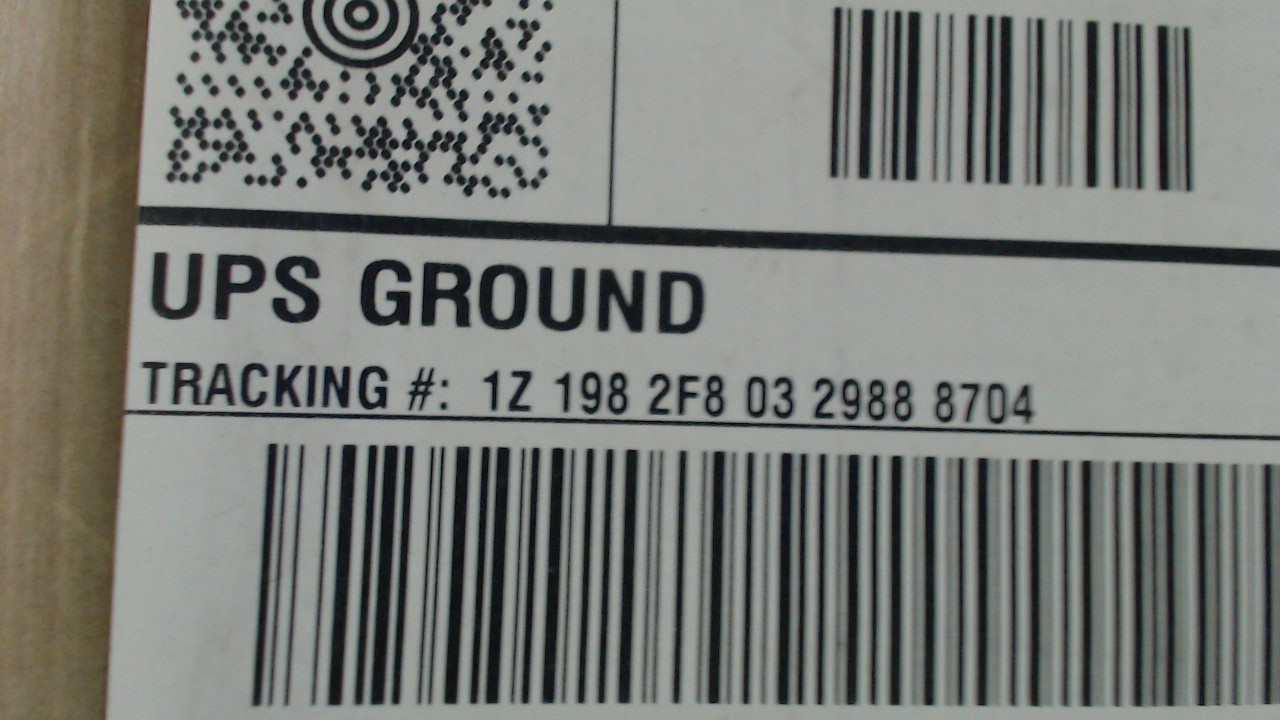 UPS GROUND
TRACKING #: 1Z 198 2F8 03 2988 8704